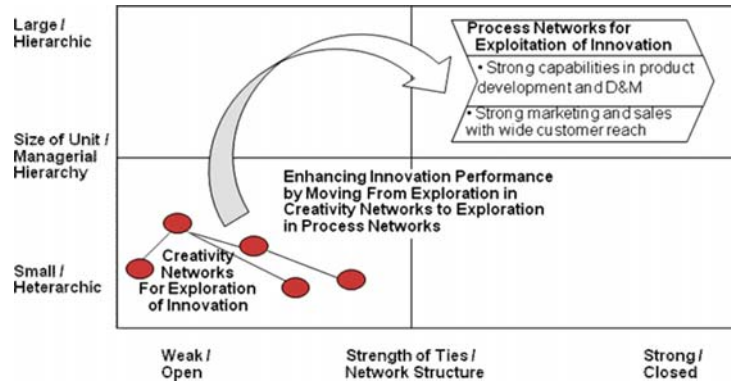 Large /
Hierarchic
Process Networks for
Exploitation of Innovation
• Strong capabilities in product
development and D&M
• Strong marketing and sales
with wide customer reach
Size of Unit /
Managerial
Hierarchy
Enhancing Innovation Performance
by Moving From Exploration in
Creativity Networks to Exploration
in Process Networks
Small /
Heterarchic
Creativity
Networks
For Exploration
of Innovation
Weak /
Open
Strength of Ties /
Network Structure
Strong /
Closed